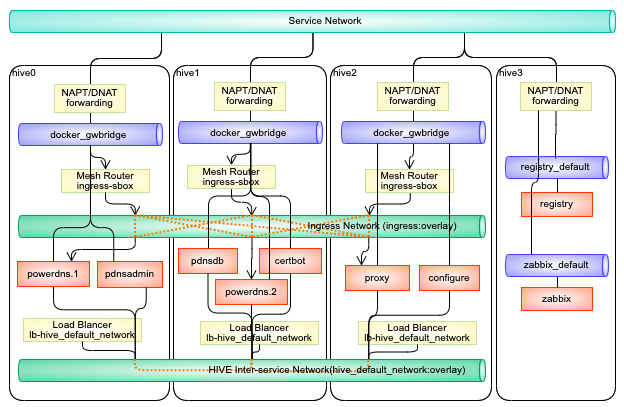 Service Network
hive0
hive1
hive2
hive3
NAPT/DNAT
forwarding
NAPT/DNAT
forwarding
NAPT/DNAT
forwarding
NAPT/DNAT
forwarding
docker_gwbridge
docker_gwbridge
docker_gwbridge
registry_default
Mesh Router
ingress-sbox
Mesh Router
ingress-sbox
Mesh Router
ingress-sbox
registry
Ingress Network (ingress:overlay)
powerdns.1
pdnsadmin
pdnsdb
certbot
powerdns.2
proxy
configure
zabbix_default
zabbix
Load Blancer
lb-hive_default_network
Load Blancer
lb-hive_default_network
Load Blancer
lb-hive_default_network
HIVE Inter-service Network(hive_default_network:overlay)